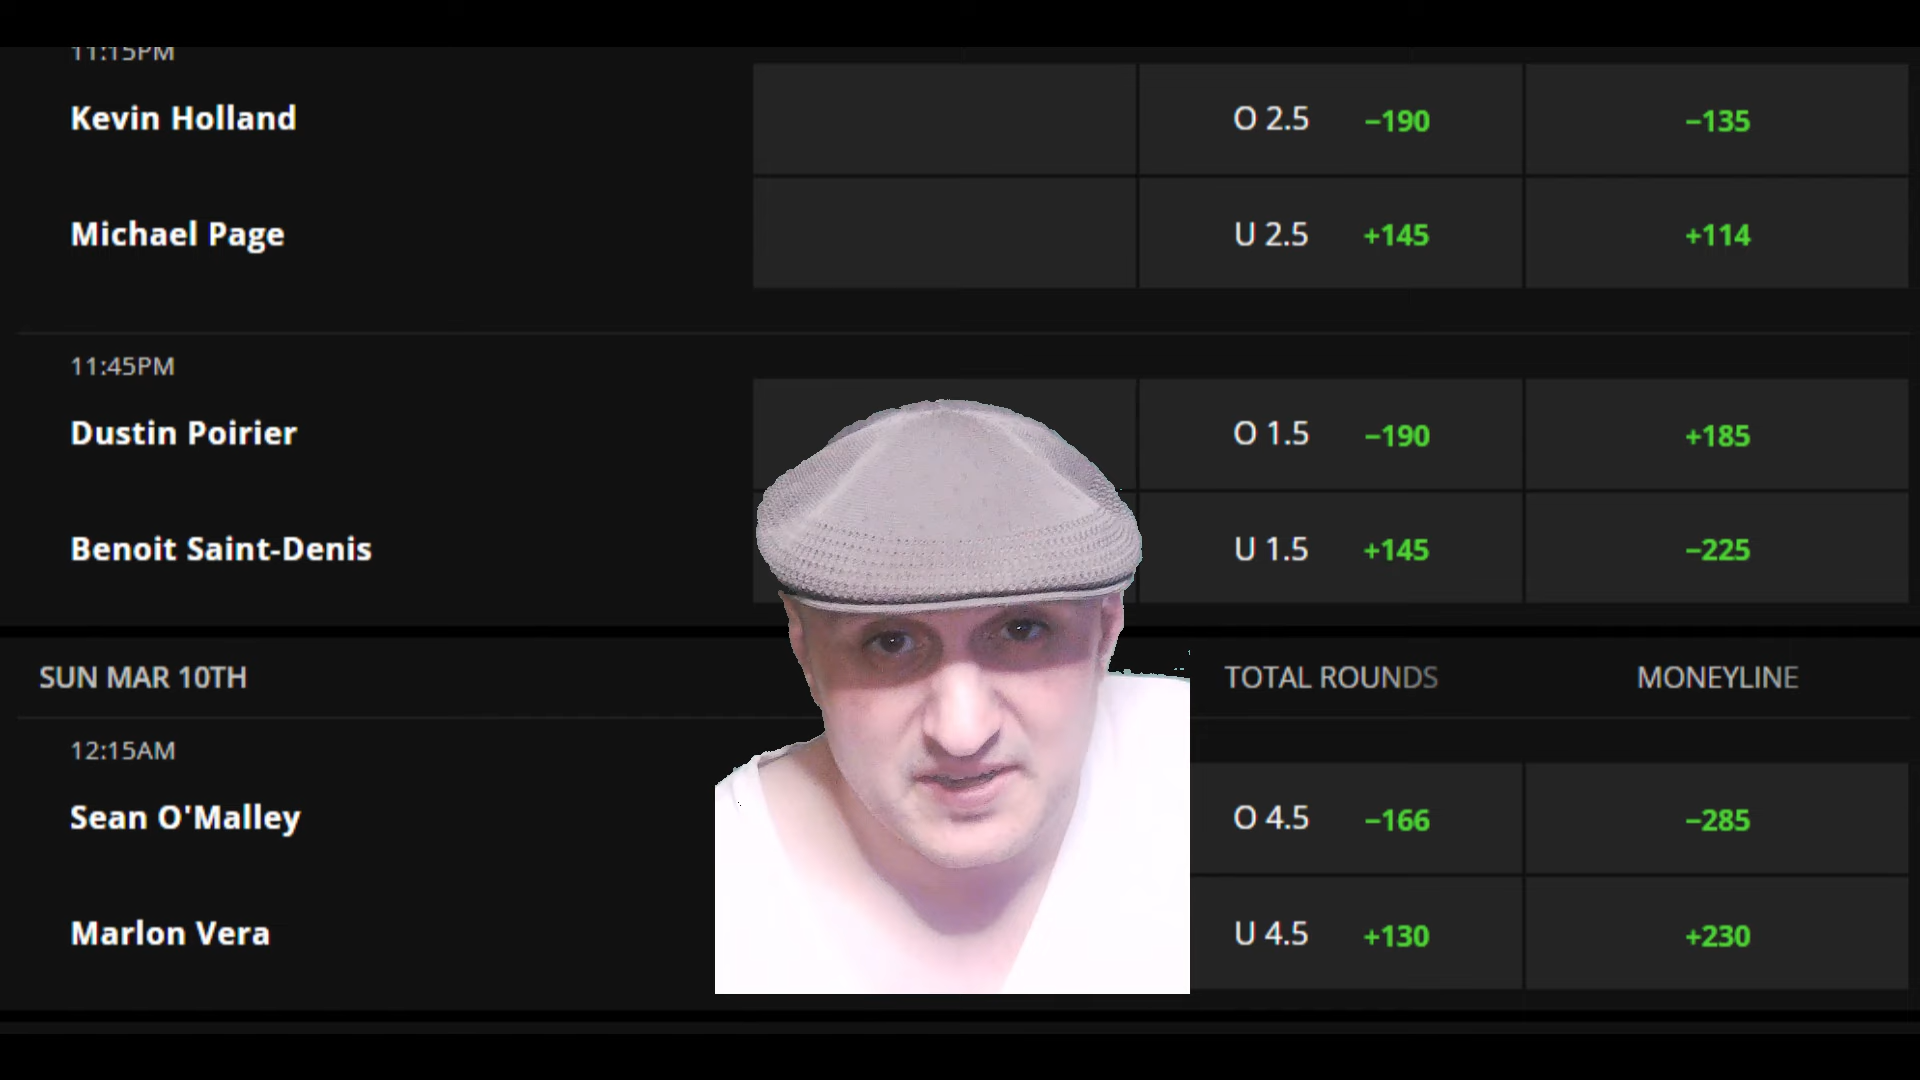 11:15PM
Kevin Holland O 2.5 −190 −135
Michael Page U 2.5 +145 +114
11:45PM
Dustin Poirier O 1.5 −190 +185
Benoit Saint-Denis U 1.5 +145 −225
SUN MAR 10TH TOTAL ROUNDS MONEYLINE
12:15AM
Sean O'Malley O 4.5 −166 −285
Marlon Vera U 4.5 +130 +230